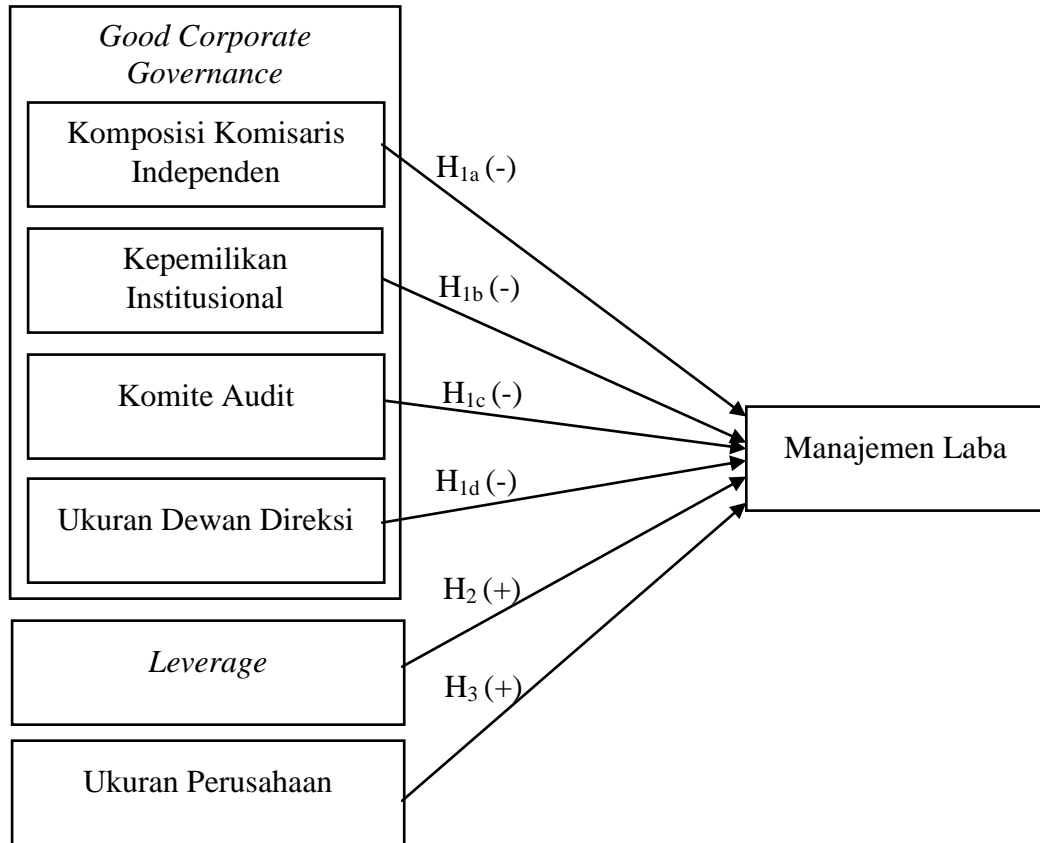 Good Corporate
Governance
Komposisi Komisaris
Independen
H1a (-)
Kepemilikan
Institusional
H1b (-)
Komite Audit
H1c (-)
Manajemen Laba
Ukuran Dewan Direksi
H1d (-)
H2 (+)
Leverage
H3 (+)
Ukuran Perusahaan